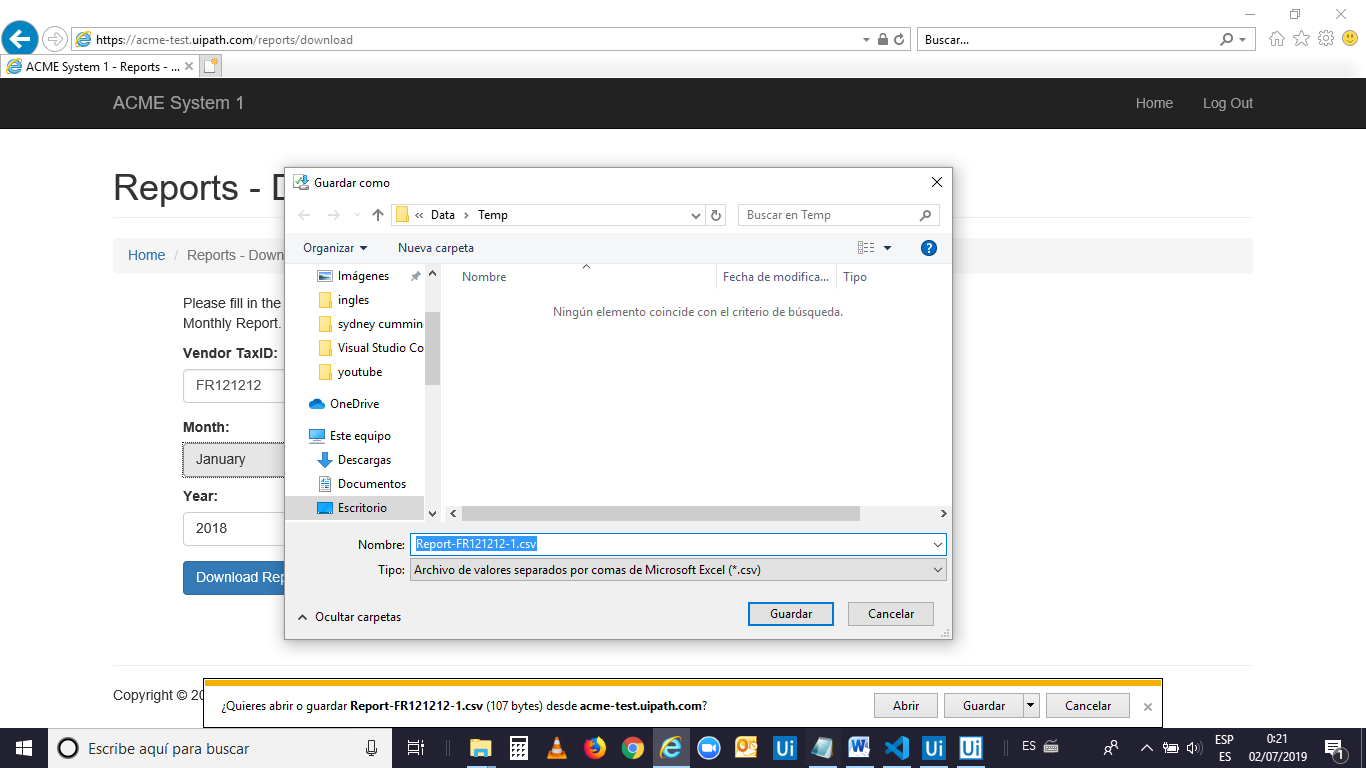 https://acme-test.uipath.com/reports/download
Buscar...
ACME System 1 - Reports - ...
ACME System 1
Home
Log Out
Reports - D
Home / Reports - Down
Please fill in the
Monthly Report.
Vendor TaxID:
FR121212
Month:
January
Year:
2018
Download Rep
Guardar como
« Data > Temp
Buscar en Temp
Organizar
Nueva carpeta
Imágenes
ingles
sydney cummin
Visual Studio Co
youtube
OneDrive
Este equipo
Descargas
Documentos
Escritorio
Nombre
Fecha de modifica...
Tipo
Ningún elemento coincide con el criterio de búsqueda.
Nombre: Report-FR121212-1.csv
Tipo: Archivo de valores separados por comas de Microsoft Excel (*.csv)
Ocultar carpetas
Guardar
Cancelar
Copyright © 20
¿Quieres abrir o guardar Report-FR121212-1.csv (107 bytes) desde acme-test.uipath.com?
Abrir
Guardar
Cancelar
Escribe aquí para buscar
Ui
Ui
Ui
ES
ESP
ES
0:21
02/07/2019
1